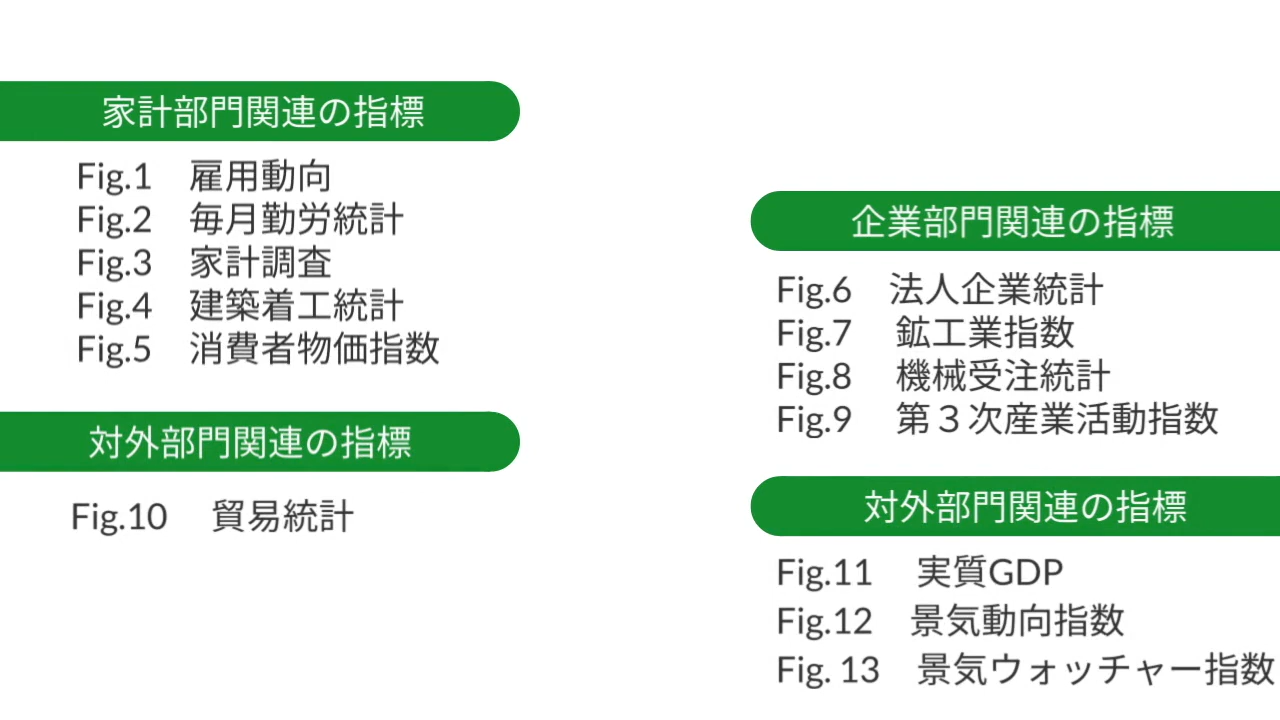 家計部門関連の指標
Fig.1 雇用動向
Fig.2 毎月勤労統計
Fig.3 家計調査
Fig.4 建築着工統計
Fig.5 消費者物価指数
対外部門関連の指標
Fig.10 貿易統計
企業部門関連の指標
Fig.6 法人企業統計
Fig.7 鉱工業指数
Fig.8 機械受注統計
Fig.9 第３次産業活動指数
対外部門関連の指標
Fig.11 実質GDP
Fig.12 景気動向指数
Fig. 13 景気ウォッチャー指数